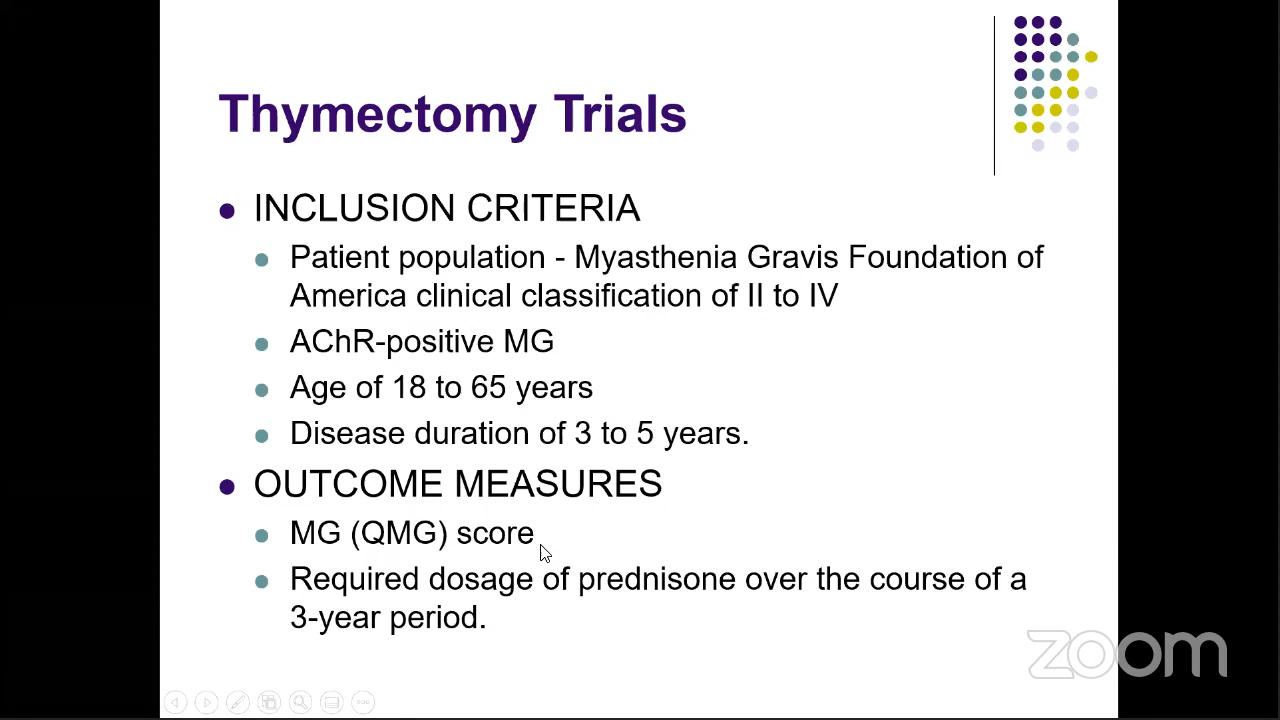 Thymectomy Trials
INCLUSION CRITERIA
Patient population - Myasthenia Gravis Foundation of
America clinical classification of II to IV
AChR-positive MG
Age of 18 to 65 years
Disease duration of 3 to 5 years.
OUTCOME MEASURES
MG (QMG) score
Required dosage of prednisone over the course of a
3-year period.
zoom